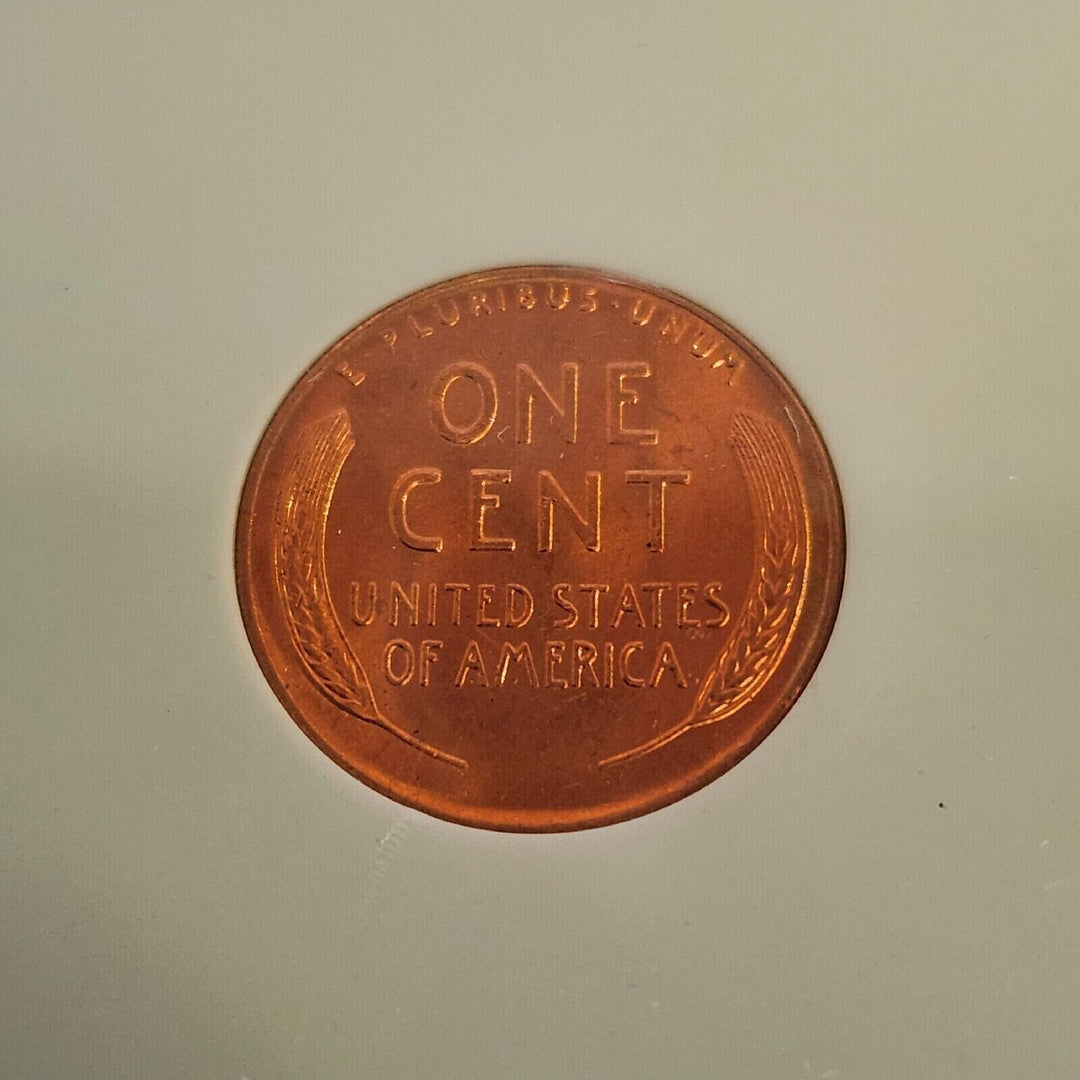 E·PLURIBUS·UNUM
ONE
CENT
UNITED STATES
OF AMERICA